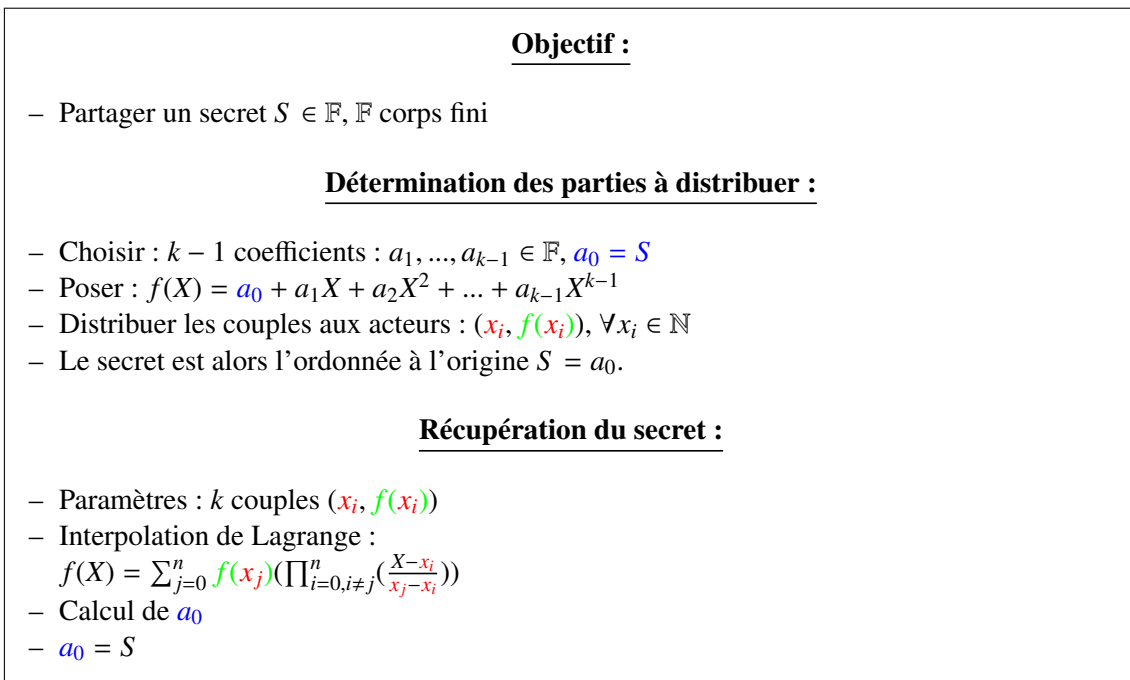 Objectif :
– Partager un secret S ∈ 𝔽, 𝔽 corps fini
Détermination des parties à distribuer :
– Choisir : k − 1 coefficients : a₁, ..., aₖ₋₁ ∈ 𝔽, a₀ = S
– Poser : f(X) = a₀ + a₁X + a₂X² + ... + aₖ₋₁Xᵏ⁻¹
– Distribuer les couples aux acteurs : (xᵢ, f(xᵢ)), ∀xᵢ ∈ ℕ
– Le secret est alors l'ordonnée à l'origine S = a₀.
Récupération du secret :
– Paramètres : k couples (xᵢ, f(xᵢ))
– Interpolation de Lagrange :
f(X) = ∑ⁿⱼ₌₀ f(xⱼ)(∏ⁿᵢ₌₀,ᵢ≠ⱼ((X−xᵢ)/(xⱼ−xᵢ)))
– Calcul de a₀
– a₀ = S